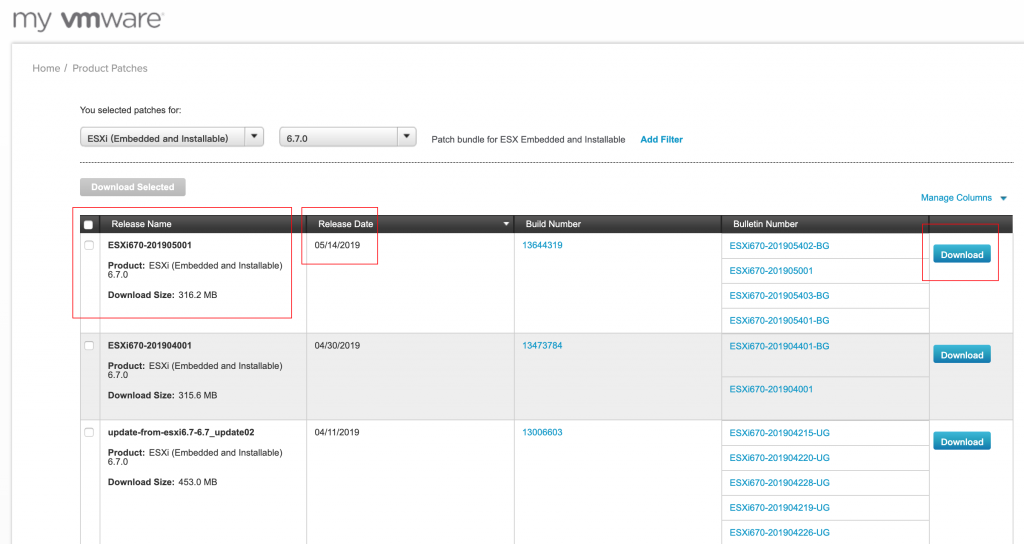 my vmware®
Home / Product Patches
You selected patches for:
ESXi (Embedded and Installable) 6.7.0 Patch bundle for ESX Embedded and Installable Add Filter
Download Selected
Manage Columns
Release Name Release Date Build Number Bulletin Number
ESXi670-201905001 05/14/2019 13644319 ESXi670-201905402-BG Download
Product: ESXi (Embedded and Installable)
6.7.0
ESXi670-201905001
Download Size: 316.2 MB
ESXi670-201905403-BG
ESXi670-201905401-BG
ESXi670-201904001 04/30/2019 13473784 ESXi670-201904401-BG Download
Product: ESXi (Embedded and Installable)
6.7.0
Download Size: 315.6 MB
ESXi670-201904001
update-from-esxi6.7-6.7_update02 04/11/2019 13006603 ESXi670-201904215-UG Download
Product: ESXi (Embedded and Installable)
6.7.0
ESXi670-201904220-UG
Download Size: 453.0 MB
ESXi670-201904228-UG
ESXi670-201904219-UG
ESXi670-201904226-UG